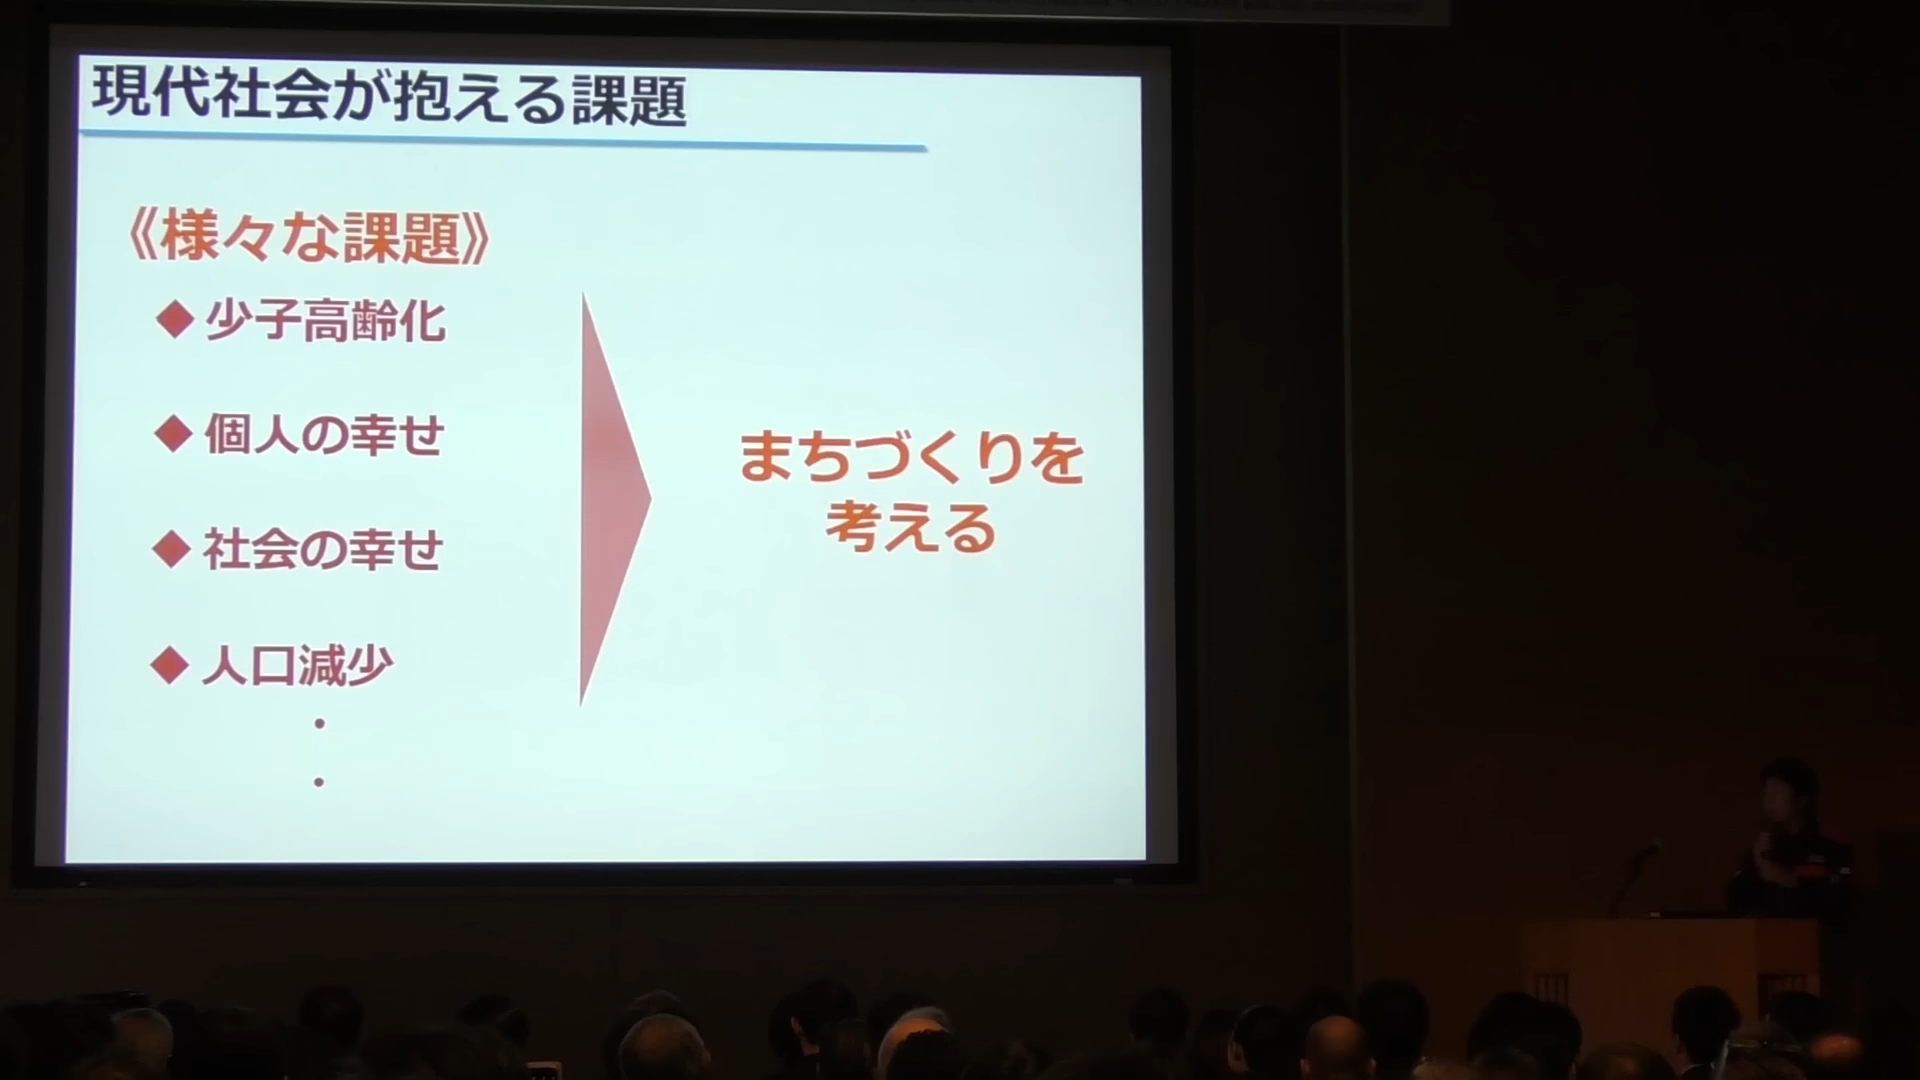 現代社会が抱える課題
《様々な課題》
◆ 少子高齢化
◆ 個人の幸せ
◆ 社会の幸せ
◆ 人口減少
・
・
まちづくりを
考える